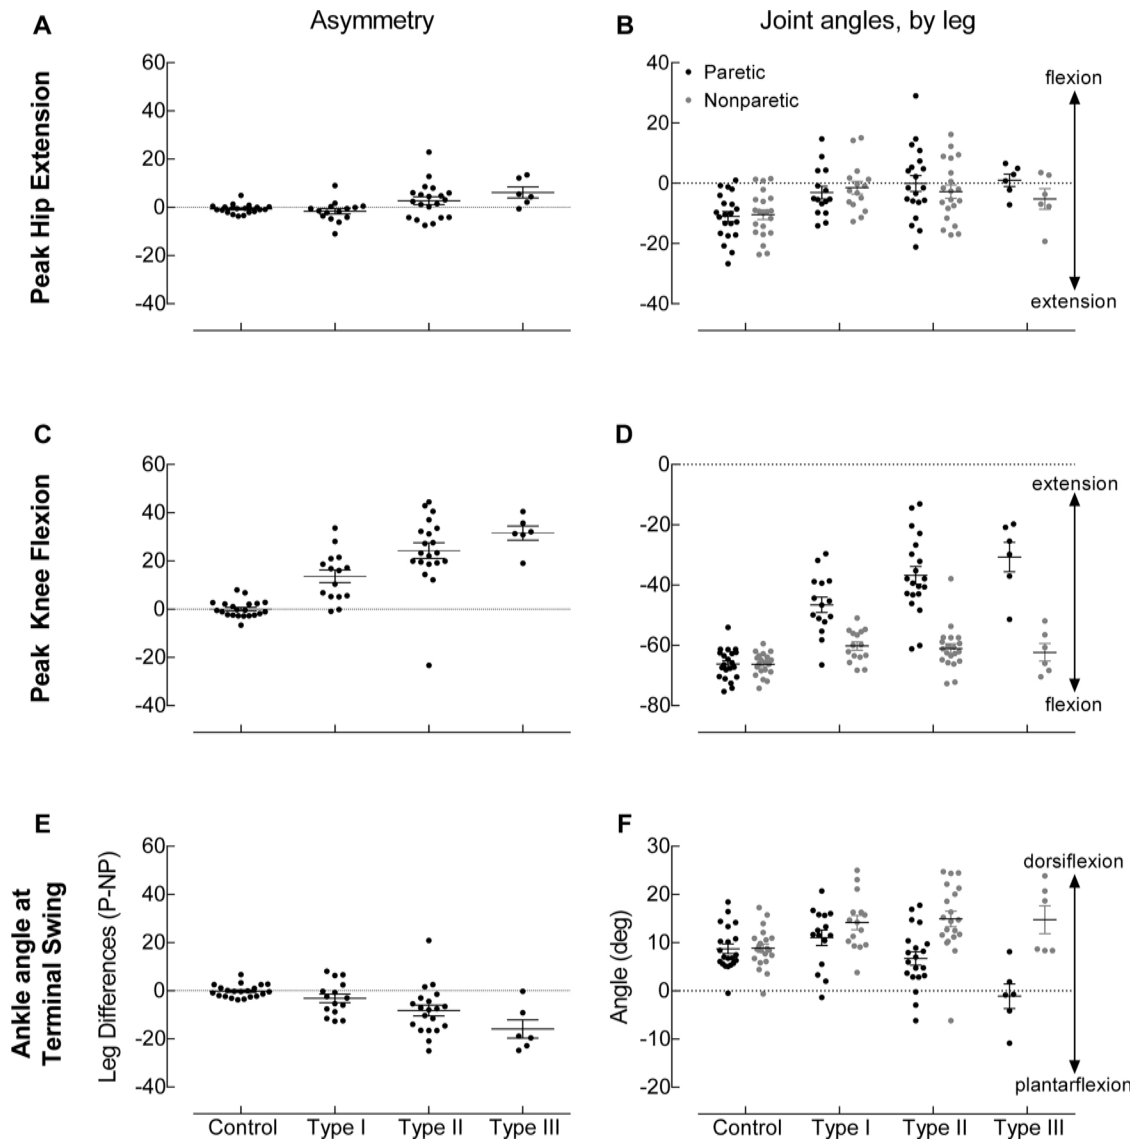 A
Asymmetry
B
Joint angles, by leg
Peak Hip Extension
60
40
20
0
-20
-40
40
20
0
-20
-40
Paretic
Nonparetic
flexion
extension
C
D
Peak Knee Flexion
60
40
20
0
-20
-40
0
-20
-40
-60
-80
extension
flexion
E
F
Ankle angle at
Terminal Swing
Leg Differences (P-NP)
60
40
20
0
-20
-40
Angle (deg)
30
20
10
0
-10
-20
dorsiflexion
plantarflexion
Control Type I Type II Type III
Control Type I Type II Type III